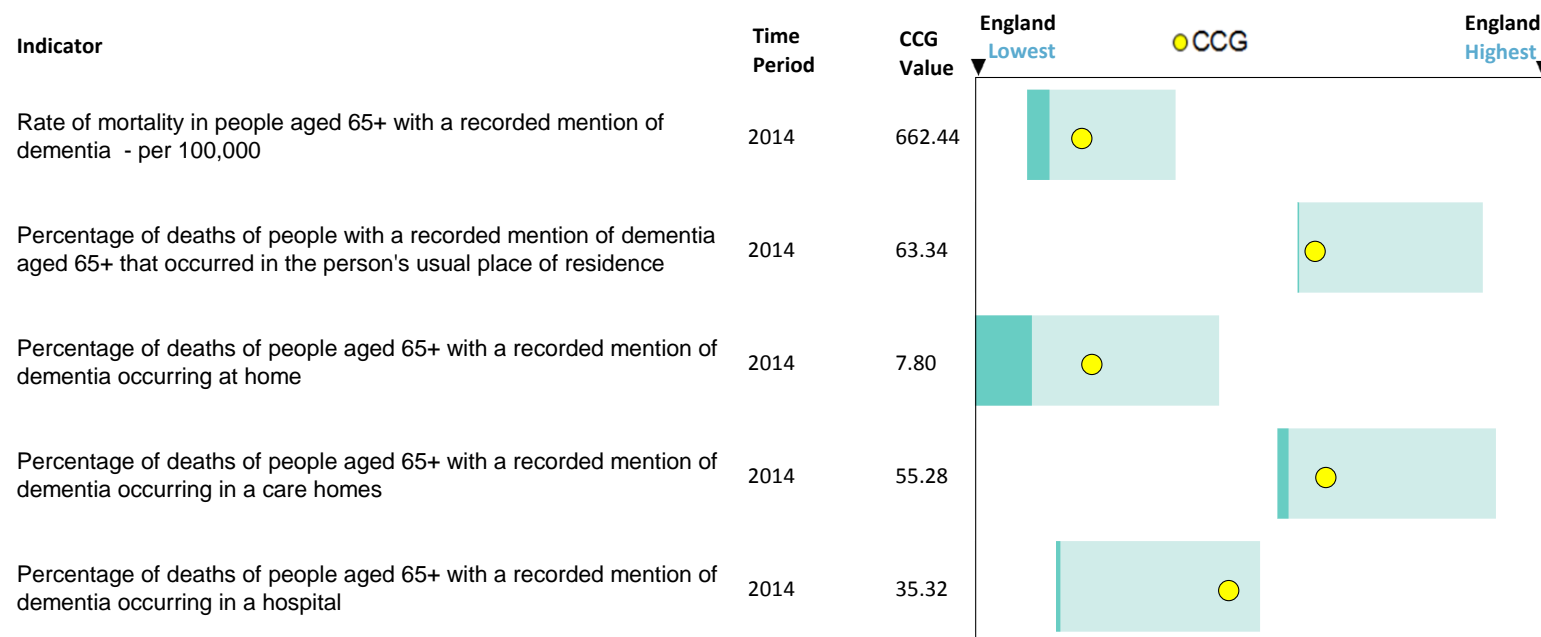 Indicator
Time Period
CCG Value
England Lowest
CCG
England Highest
Rate of mortality in people aged 65+ with a recorded mention of
dementia - per 100,000
2014
662.44
Percentage of deaths of people with a recorded mention of dementia
aged 65+ that occurred in the person's usual place of residence
2014
63.34
Percentage of deaths of people aged 65+ with a recorded mention of
dementia occurring at home
2014
7.80
Percentage of deaths of people aged 65+ with a recorded mention of
dementia occurring in a care homes
2014
55.28
Percentage of deaths of people aged 65+ with a recorded mention of
dementia occurring in a hospital
2014
35.32